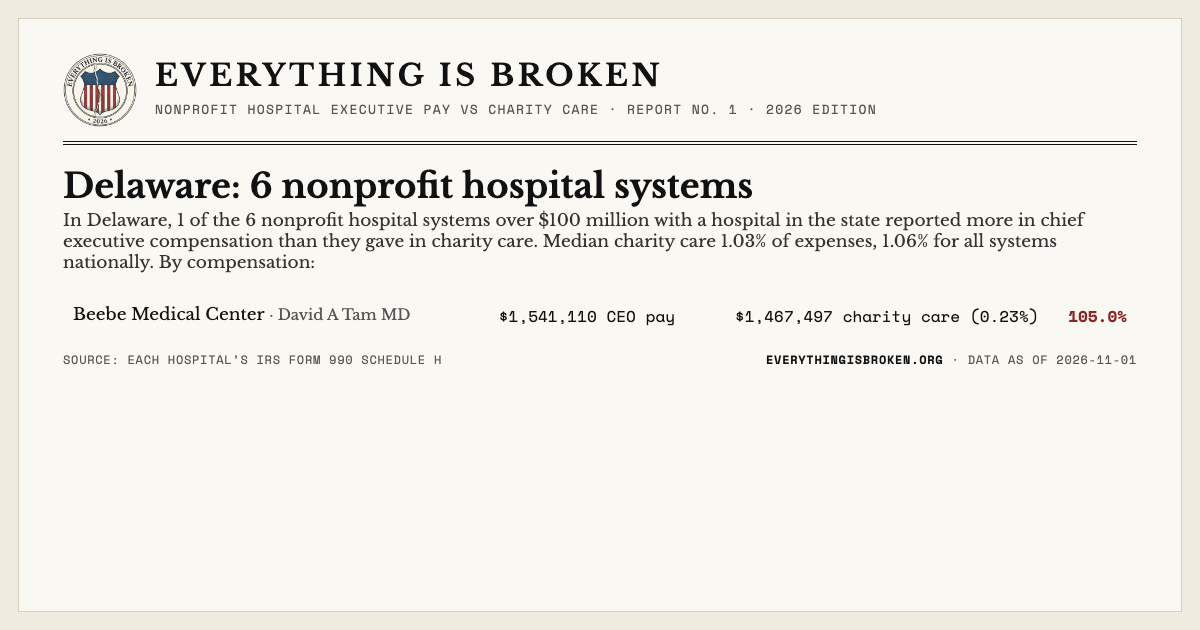 EVERYTHING IS BROKEN
· 2026 ·
EVERYTHING IS BROKEN
NONPROFIT HOSPITAL EXECUTIVE PAY VS CHARITY CARE · REPORT NO. 1 · 2026 EDITION
Delaware: 6 nonprofit hospital systems
In Delaware, 1 of the 6 nonprofit hospital systems over $100 million with a hospital in the state reported more in chief
executive compensation than they gave in charity care. Median charity care 1.03% of expenses, 1.06% for all systems
nationally. By compensation:
Beebe Medical Center · David A Tam MD $1,541,110 CEO pay $1,467,497 charity care (0.23%) 105.0%
SOURCE: EACH HOSPITAL’S IRS FORM 990 SCHEDULE H EVERYTHINGISBROKEN.ORG · DATA AS OF 2026-11-01